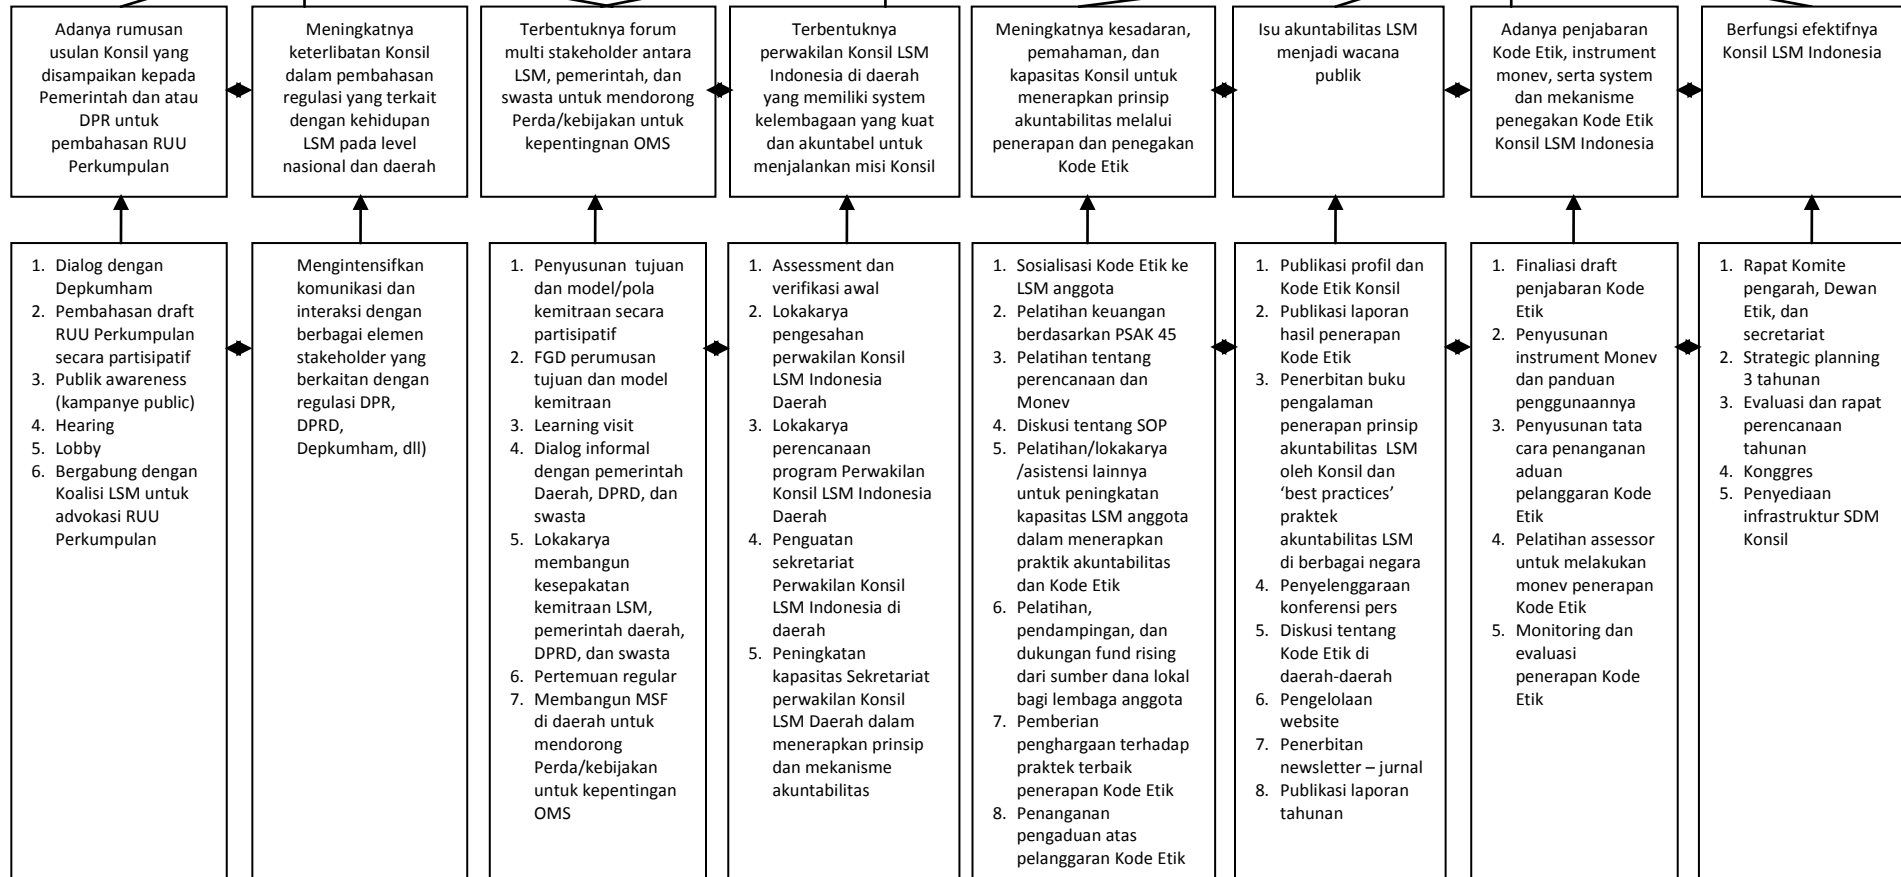 Adanya rumusan
usulan Konsil yang
disampaikan kepada
Pemerintah dan atau
DPR untuk
pembahasan RUU
Perkumpulan
Meningkatnya
keterlibatan Konsil
dalam pembahasan
regulasi yang terkait
dengan kehidupan
LSM pada level
nasional dan daerah
Terbentuknya forum
multi stakeholder antara
LSM, pemerintah, dan
swasta untuk mendorong
Perda/kebijakan untuk
kepentingnan OMS
Terbentuknya
perwakilan Konsil LSM
Indonesia di daerah
yang memiliki system
kelembagaan yang kuat
dan akuntabel untuk
menjalankan misi Konsil
Meningkatnya kesadaran,
pemahaman, dan
kapasitas Konsil untuk
menerapkan prinsip
akuntabilitas melalui
penerapan dan penegakan
Kode Etik
Isu akuntabilitas LSM
menjadi wacana
publik
Adanya penjabaran
Kode Etik, instrument
monev, serta system
dan mekanisme
penegakan Kode Etik
Konsil LSM Indonesia
Berfungsi efektifnya
Konsil LSM Indonesia
1. Dialog dengan
Depkumham
2. Pembahasan draft
RUU Perkumpulan
secara partisipatif
3. Publik awareness
(kampanye public)
4. Hearing
5. Lobby
6. Bergabung dengan
Koalisi LSM untuk
advokasi RUU
Perkumpulan
Mengintensifkan
komunikasi dan
interaksi dengan
berbagai elemen
stakeholder yang
berkaitan dengan
regulasi DPR,
DPRD,
Depkumham, dll)
1. Penyusunan tujuan
dan model/pola
kemitraan secara
partisipatif
2. FGD perumusan
tujuan dan model
kemitraan
3. Learning visit
4. Dialog informal
dengan pemerintah
Daerah, DPRD, dan
swasta
5. Lokakarya
membangun
kesepakatan
kemitraan LSM,
pemerintah daerah,
DPRD, dan swasta
6. Pertemuan regular
7. Membangun MSF
di daerah untuk
mendorong
Perda/kebijakan
untuk kepentingan
OMS
1. Assessment dan
verifikasi awal
2. Lokakarya
pengesahan
perwakilan Konsil
LSM Indonesia
Daerah
3. Lokakarya
perencanaan
program Perwakilan
Konsil LSM Indonesia
Daerah
4. Penguatan
sekretariat
Perwakilan Konsil
LSM Indonesia di
daerah
5. Peningkatan
kapasitas Sekretariat
perwakilan Konsil
LSM Daerah dalam
menerapkan prinsip
dan mekanisme
akuntabilitas
1. Sosialisasi Kode Etik ke
LSM anggota
2. Pelatihan keuangan
berdasarkan PSAK 45
3. Pelatihan tentang
perencanaan dan
Monev
4. Diskusi tentang SOP
5. Pelatihan/lokakarya
/asistensi lainnya
untuk peningkatan
kapasitas LSM anggota
dalam menerapkan
praktik akuntabilitas
dan Kode Etik
6. Pelatihan,
pendampingan, dan
dukungan fund rising
dari sumber dana lokal
bagi lembaga anggota
7. Pemberian
penghargaan terhadap
praktek terbaik
penerapan Kode Etik
8. Penanganan
pengaduan atas
pelanggaran Kode Etik
1. Publikasi profil dan
Kode Etik Konsil
2. Publikasi laporan
hasil penerapan
Kode Etik
3. Penerbitan buku
pengalaman
penerapan prinsip
akuntabilitas LSM
oleh Konsil dan
‘best practices’
praktek
akuntabilitas LSM
di berbagai negara
4. Penyelenggaraan
konferensi pers
5. Diskusi tentang
Kode Etik di
daerah-daerah
6. Pengelolaan
website
7. Penerbitan
newsletter – jurnal
8. Publikasi laporan
tahunan
1. Finaliasi draft
penjabaran Kode
Etik
2. Penyusunan
instrument Monev
dan panduan
penggunaannya
3. Penyusunan tata
cara penanganan
aduan
pelanggaran Kode
Etik
4. Pelatihan assessor
untuk melakukan
monev penerapan
Kode Etik
5. Monitoring dan
evaluasi
penerapan Kode
Etik
1. Rapat Komite
pengarah, Dewan
Etik, dan
secretariat
2. Strategic planning
3 tahunan
3. Evaluasi dan rapat
perencanaan
tahunan
4. Konggres
5. Penyediaan
infrastruktur SDM
Konsil